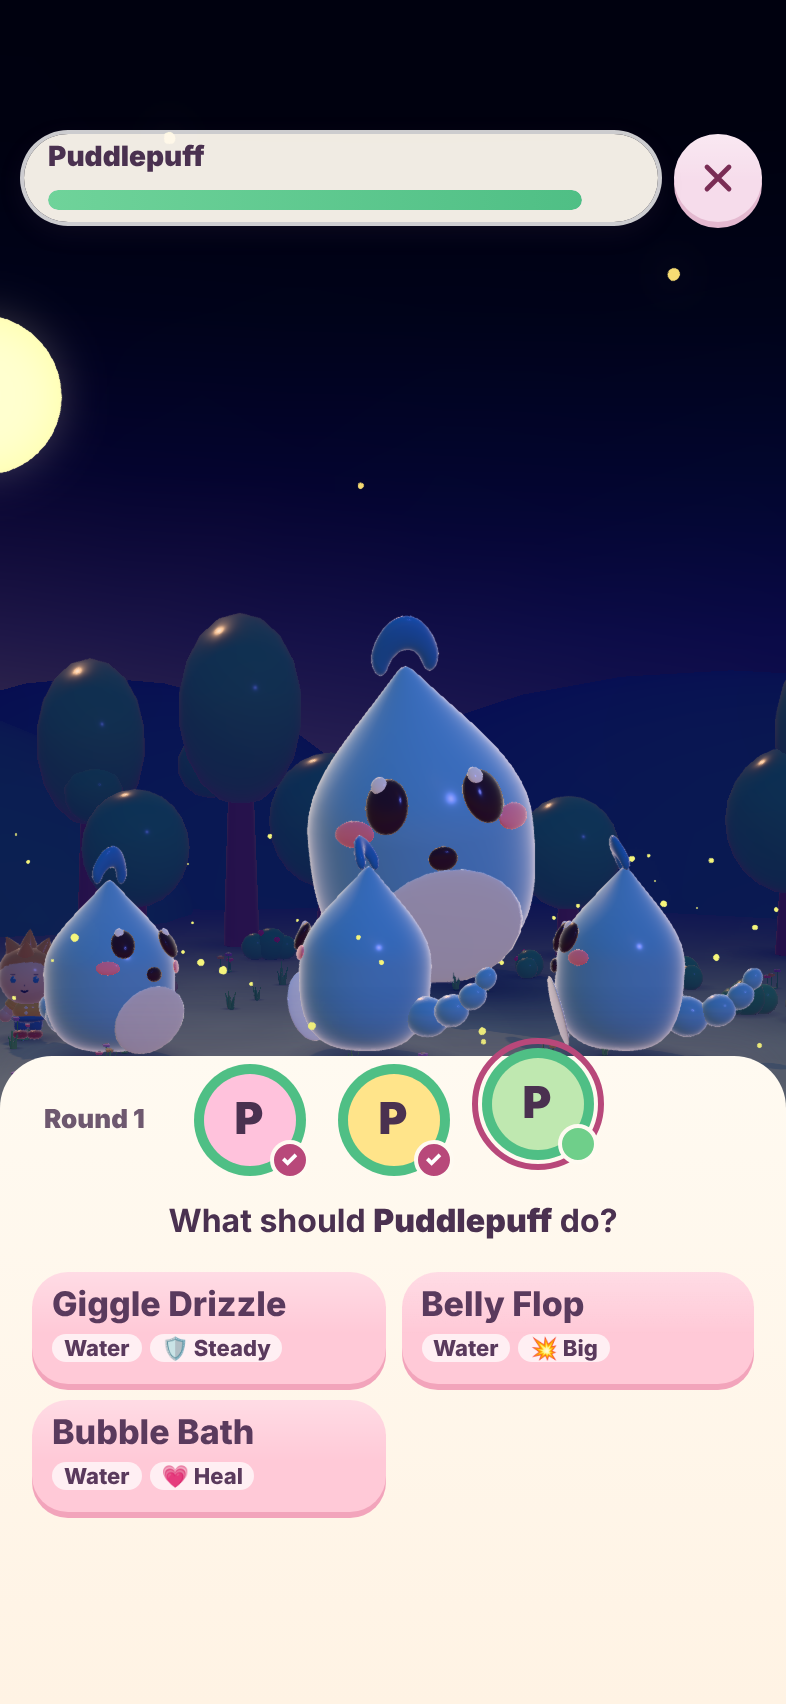 Puddlepuff
Round 1
P
P
P
What should Puddlepuff do?
Giggle Drizzle
Water
🛡️ Steady
Belly Flop
Water
💥 Big
Bubble Bath
Water
💗 Heal